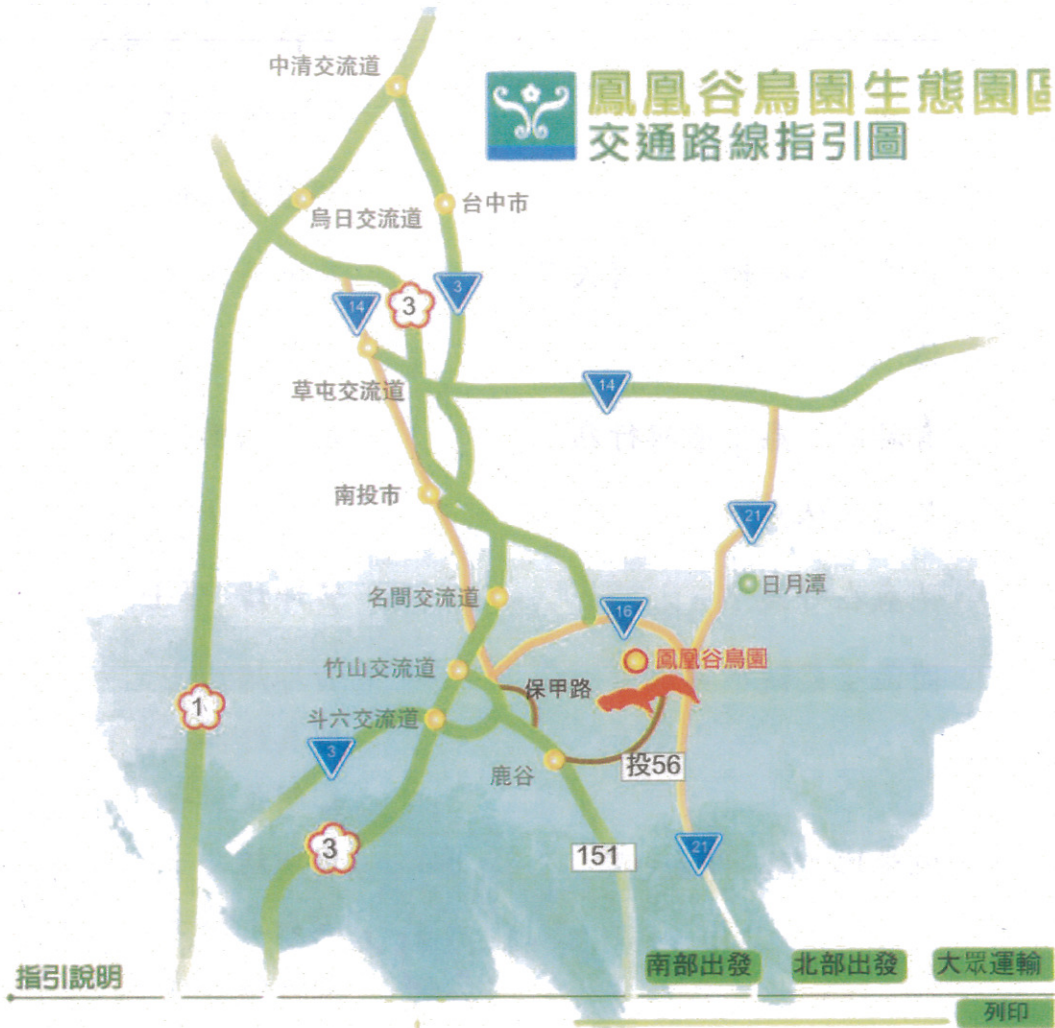 中清交流道
鳳凰谷鳥園生態園區
交通路線指引圖
烏日交流道
台中市
3
14
3
草屯交流道
14
南投市
21
日月潭
名間交流道
16
鳳凰谷鳥園
竹山交流道
保甲路
1
斗六交流道
3
鹿谷
投56
3
151
21
指引說明
南部出發
北部出發
大眾運輸
列印